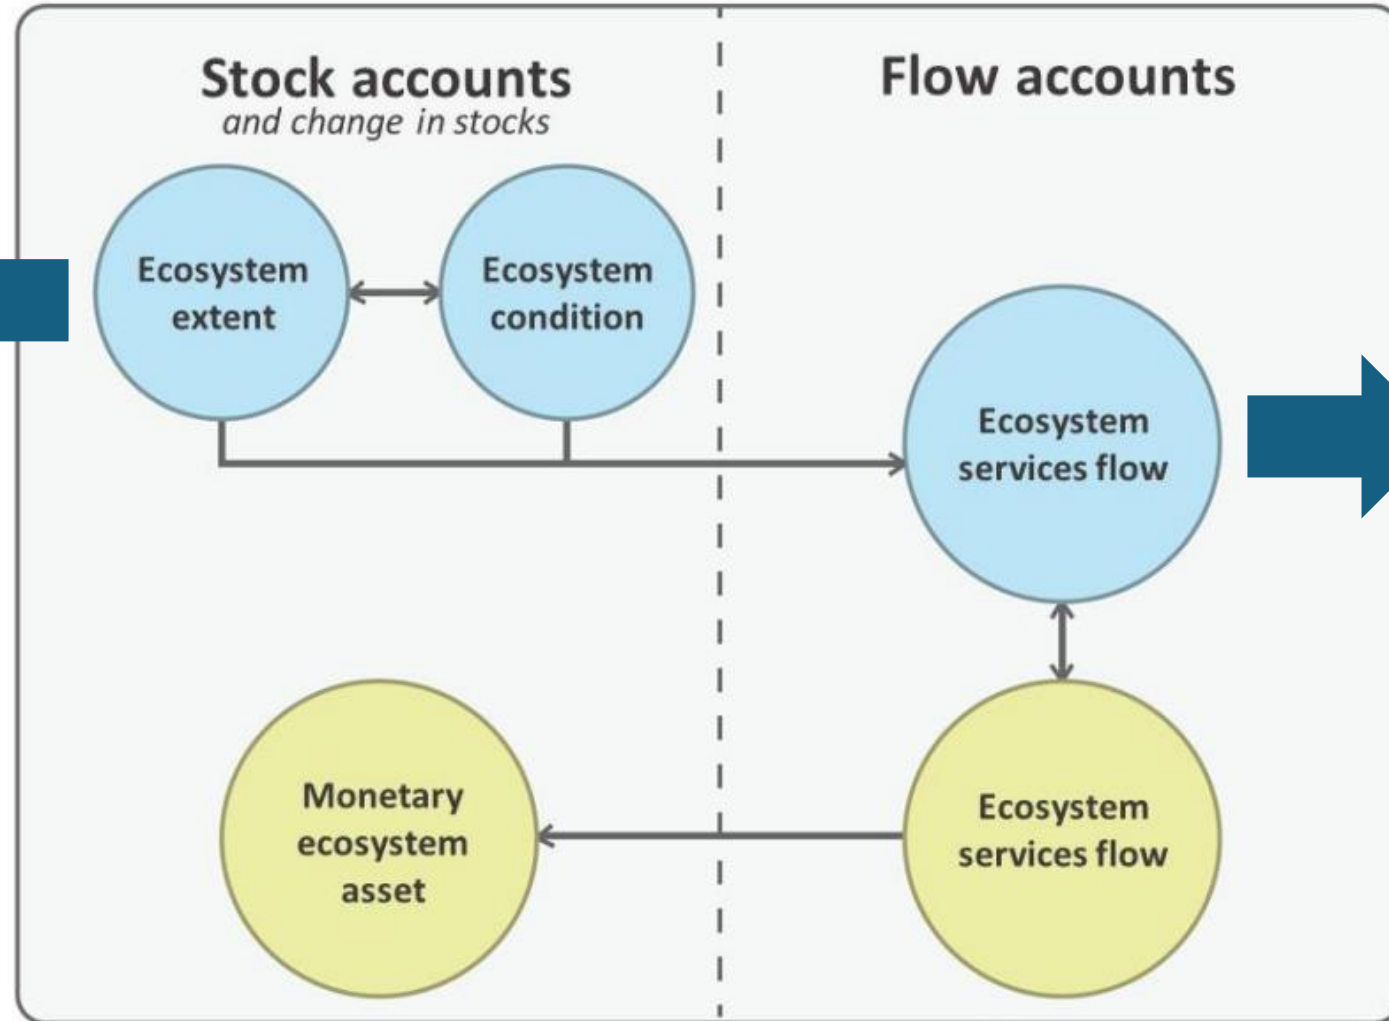 Stock accounts
and change in stocks
Flow accounts
Ecosystem
extent
Ecosystem
condition
Ecosystem
services flow
Monetary
ecosystem
asset
Ecosystem
services flow